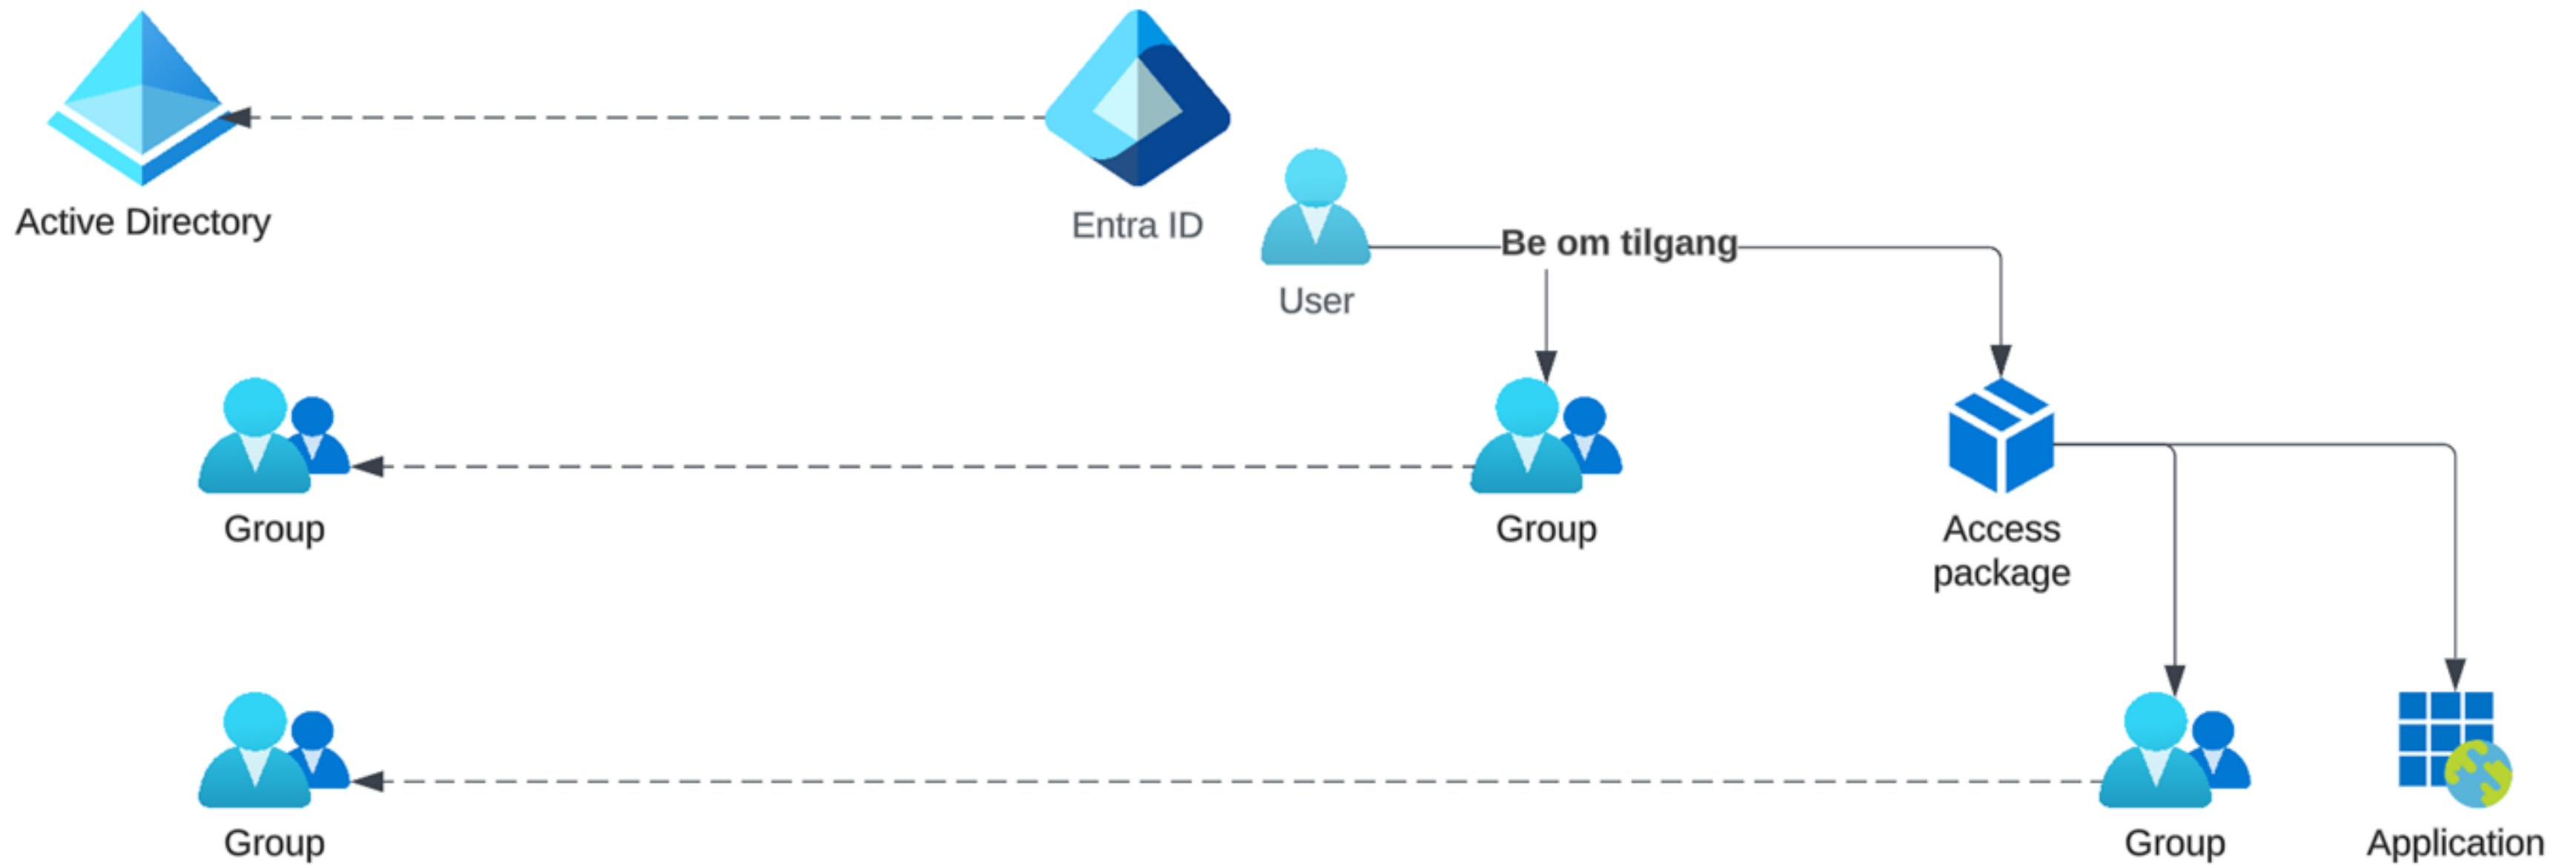 Active Directory
Entra ID
User
Be om tilgang
Group
Group
Access
package
Group
Group
Application